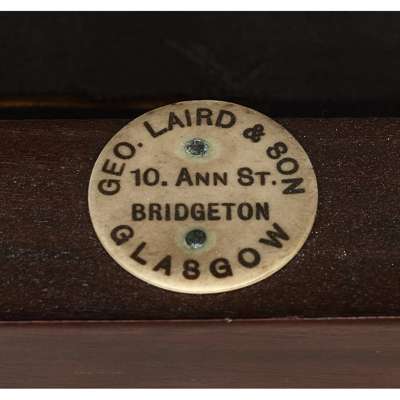 GEO. LAIRD & SON
10. ANN ST.
BRIDGETON
GLASGOW